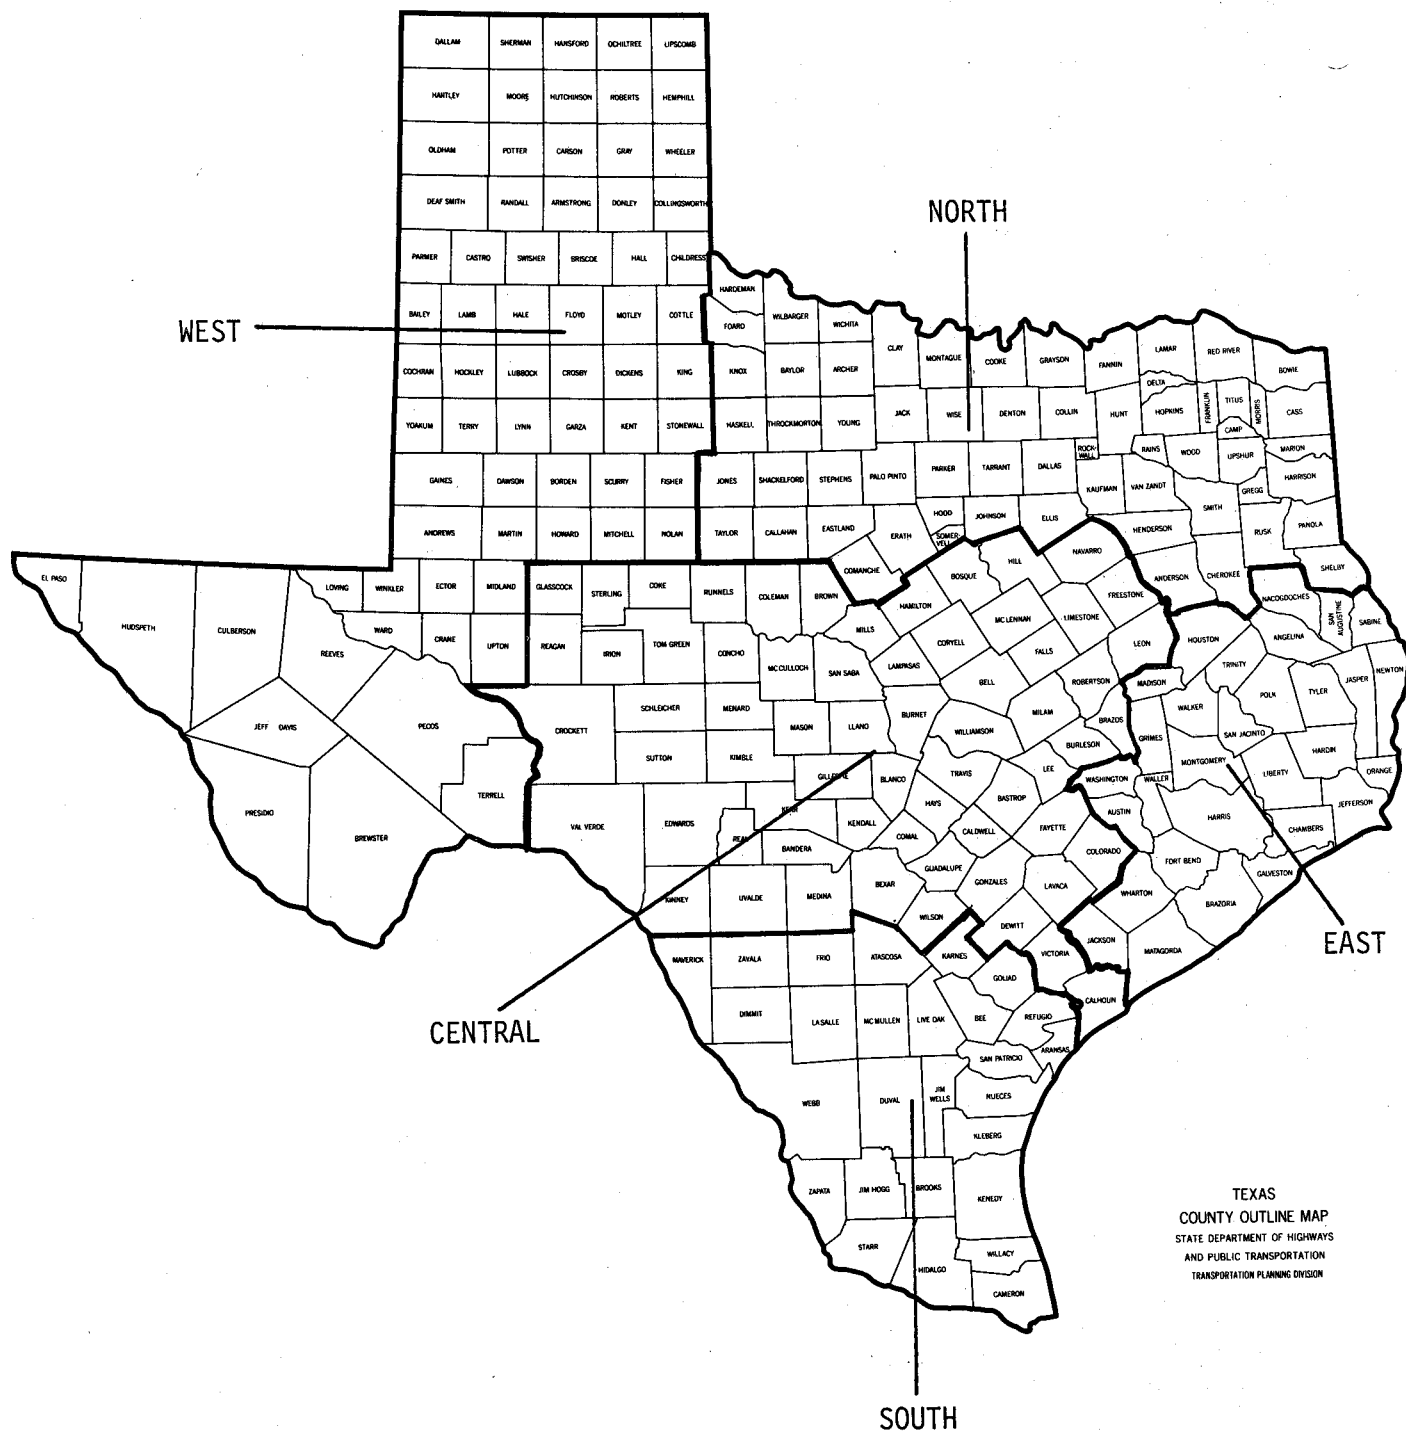 DALLAM SHERMAN HANSFORD OCHILTREE LIPSCOMB
HARTLEY MOORE HUTCHINSON ROBERTS HEMPHILL
OLDHAM POTTER CARSON GRAY WHEELER
DEAF SMITH RANDALL ARMSTRONG DONLEY COLLINGSWORTH
NORTH
PARMER CASTRO SWISHER BRISCOE HALL CHILDRESS
HARDEMAN
WEST
BAILEY LAMB HALE FLOYD MOTLEY COTTLE FOARD WILBARGER WICHITA
CLAY MONTAGUE COOKE GRAYSON FANNIN LAMAR RED RIVER BOWIE
COCHRAN HOCKLEY LUBBOCK CROSBY DICKENS KING KNOX BAYLOR ARCHER
DELTA
YOAKUM TERRY LYNN GARZA KENT STONEWALL HASKELL THROCKMORTON YOUNG JACK WISE DENTON COLLIN HUNT HOPKINS FRANKLIN TITUS MORRIS CASS
CAMP
ROCK-
WALL
RAINS WOOD UPSHUR MARION
GAINES DAWSON BORDEN SCURRY FISHER JONES SHACKELFORD STEPHENS PALO PINTO PARKER TARRANT DALLAS KAUFMAN VAN ZANDT GREGG HARRISON
SMITH
ANDREWS MARTIN HOWARD MITCHELL NOLAN TAYLOR CALLAHAN EASTLAND ERATH HOOD JOHNSON ELLIS HENDERSON RUSK PANOLA
SOMER-
VELL
EL PASO LOVING WINKLER ECTOR MIDLAND GLASSCOCK STERLING COKE RUNNELS COLEMAN BROWN COMANCHE BOSQUE HILL NAVARRO ANDERSON CHEROKEE SHELBY
HUDSPETH CULBERSON REEVES WARD CRANE UPTON REAGAN IRION TOM GREEN CONCHO MC CULLOCH SAN SABA MILLS HAMILTON CORYELL MC LENNAN LIMESTONE FREESTONE NACOGDOCHES
SAN
AUGUSTINE
SABINE
LAMPASAS BELL FALLS LEON HOUSTON ANGELINA
ROBERTSON MADISON TRINITY POLK TYLER JASPER NEWTON
JEFF DAVIS PECOS CROCKETT SCHLEICHER MENARD MASON LLANO BURNET WILLIAMSON MILAM BRAZOS WALKER
GRIMES SAN JACINTO HARDIN
SUTTON KIMBLE BURLESON
GILLESPIE BLANCO TRAVIS LEE WASHINGTON WALLER MONTGOMERY LIBERTY ORANGE
TERRELL HAYS BASTROP AUSTIN JEFFERSON
PRESIDIO BREWSTER VAL VERDE EDWARDS REAL KERR KENDALL COMAL CALDWELL FAYETTE COLORADO HARRIS CHAMBERS
BANDERA
KINNEY UVALDE MEDINA BEXAR GUADALUPE GONZALES LAVACA FORT BEND GALVESTON
WILSON DEWITT WHARTON BRAZORIA
EAST
MAVERICK ZAVALA FRIO ATASCOSA KARNES VICTORIA JACKSON MATAGORDA
GOLIAD
CALHOUN
CENTRAL
DIMMIT LA SALLE MC MULLEN LIVE OAK BEE REFUGIO
SAN PATRICIO ARANSAS
WEBB DUVAL
JIM
WELLS
NUECES
KLEBERG
ZAPATA JIM HOGG BROOKS KENEDY
STARR HIDALGO WILLACY
CAMERON
TEXAS
COUNTY OUTLINE MAP
STATE DEPARTMENT OF HIGHWAYS
AND PUBLIC TRANSPORTATION
TRANSPORTATION PLANNING DIVISION
SOUTH